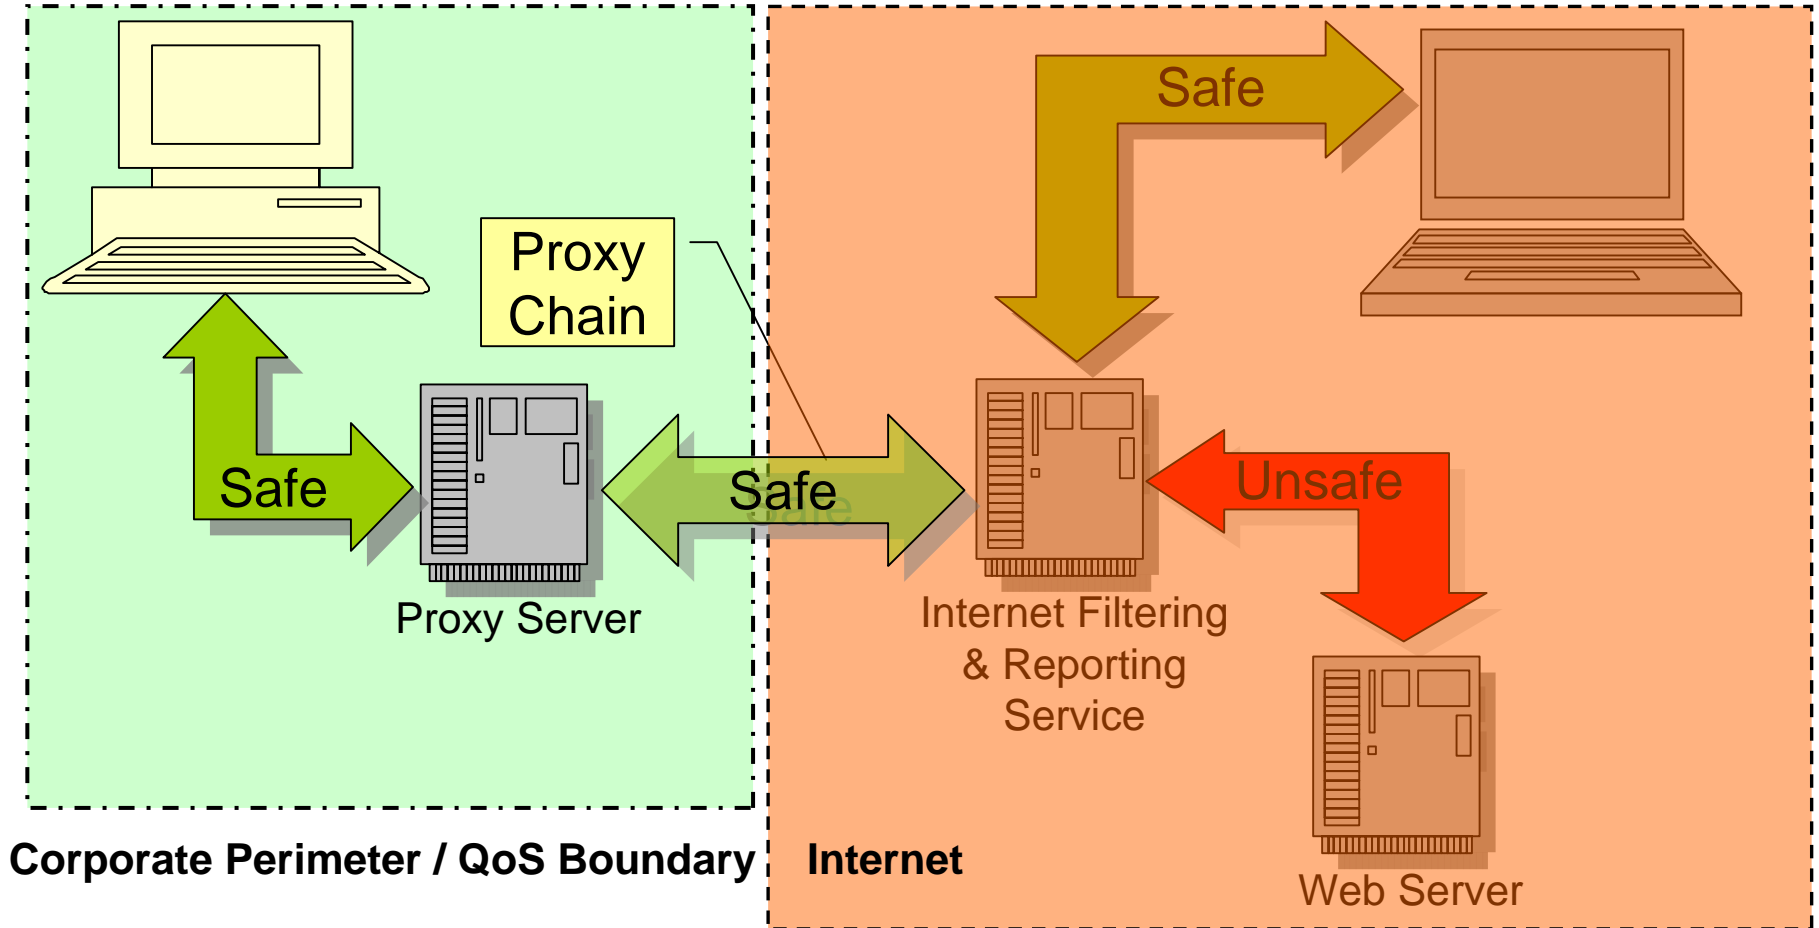 Safe
Proxy
Chain
Safe
Safe
Safe
Unsafe
Proxy Server
Internet Filtering
& Reporting
Service
Corporate Perimeter / QoS Boundary
Internet
Web Server